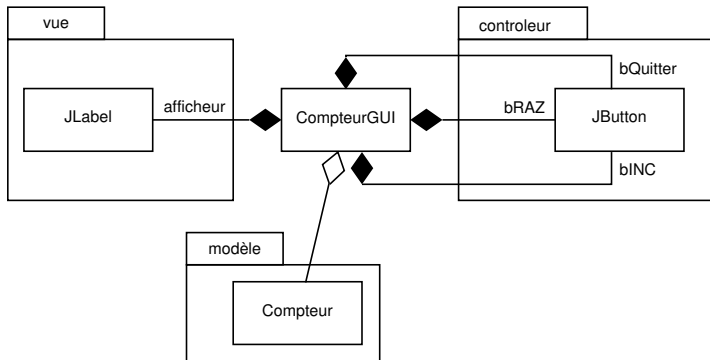 vue
controleur
bQuitter
afficheur
bRAZ
JLabel
CompteurGUI
JButton
bINC
modèle
Compteur